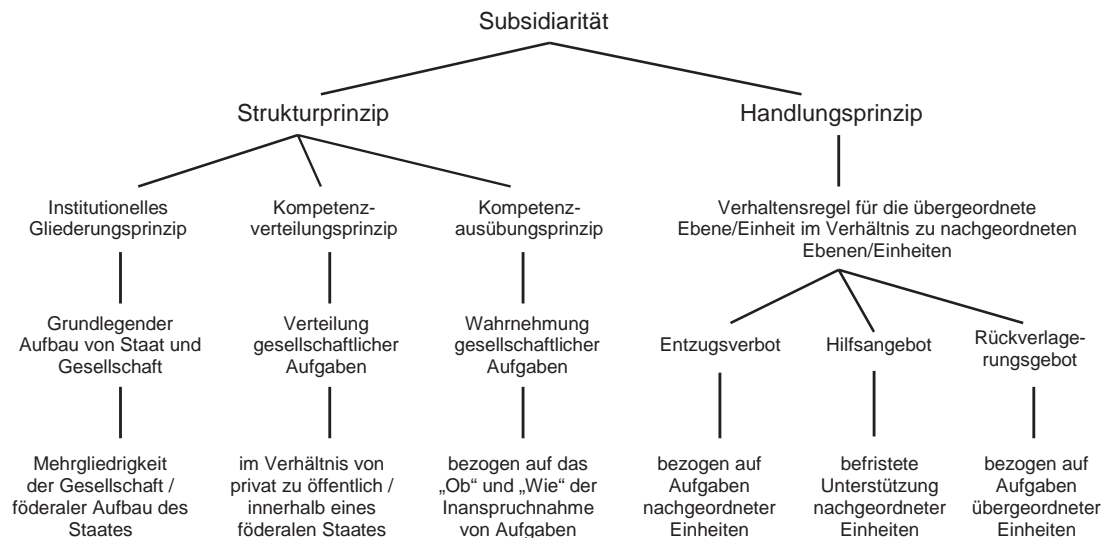 Subsidiarität
Strukturprinzip
Handlungsprinzip
Institutionelles
Gliederungsprinzip
Kompetenz-
verteilungsprinzip
Kompetenz-
ausübungsprinzip
Verhaltensregel für die übergeordnete
Ebene/Einheit im Verhältnis zu nachgeordneten
Ebenen/Einheiten
Grundlegender
Aufbau von Staat und
Gesellschaft
Verteilung
gesellschaftlicher
Aufgaben
Wahrnehmung
gesellschaftlicher
Aufgaben
Entzugsverbot
Hilfsangebot
Rückverlage-
rungsgebot
Mehrgliedrigkeit
der Gesellschaft /
föderaler Aufbau des
Staates
im Verhältnis von
privat zu öffentlich /
innerhalb eines
föderalen Staates
bezogen auf das
„Ob“ und „Wie“ der
Inanspruchnahme
von Aufgaben
bezogen auf
Aufgaben
nachgeordneter
Einheiten
befristete
Unterstützung
nachgeordneter
Einheiten
bezogen auf
Aufgaben
übergeordneter
Einheiten